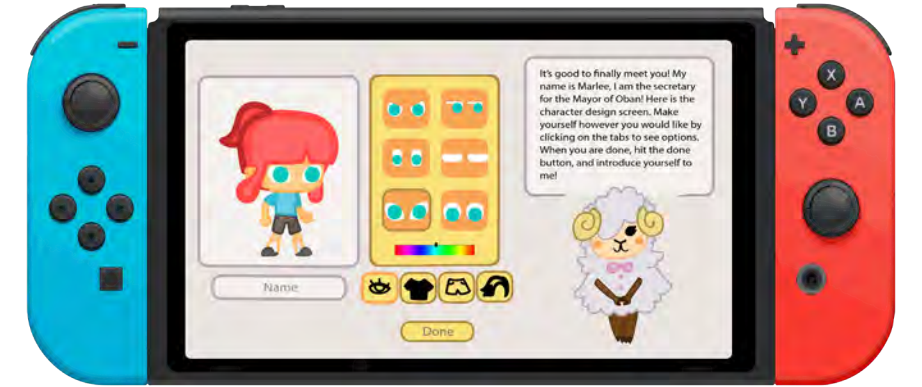 It's good to finally meet you! My
name is Marlee, I am the secretary
for the Mayor of Oban! Here is the
character design screen. Make
yourself however you would like by
clicking on the tabs to see options.
When you are done, hit the done
button, and introduce yourself to
me!
Name
Done
X
Y
A
B